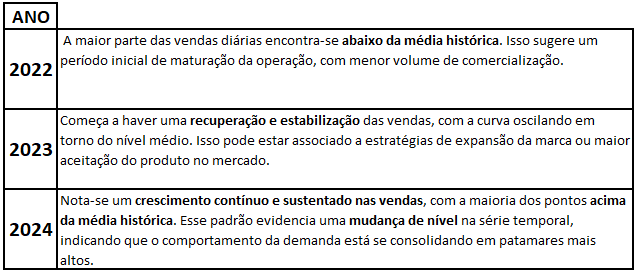 ANO
2022
A maior parte das vendas diárias encontra-se abaixo da média histórica. Isso sugere um
período inicial de maturação da operação, com menor volume de comercialização.
2023
Começa a haver uma recuperação e estabilização das vendas, com a curva oscilando em
torno do nível médio. Isso pode estar associado a estratégias de expansão da marca ou maior
aceitação do produto no mercado.
2024
Nota-se um crescimento contínuo e sustentado nas vendas, com a maioria dos pontos acima
da média histórica. Esse padrão evidencia uma mudança de nível na série temporal,
indicando que o comportamento da demanda está se consolidando em patamares mais
altos.